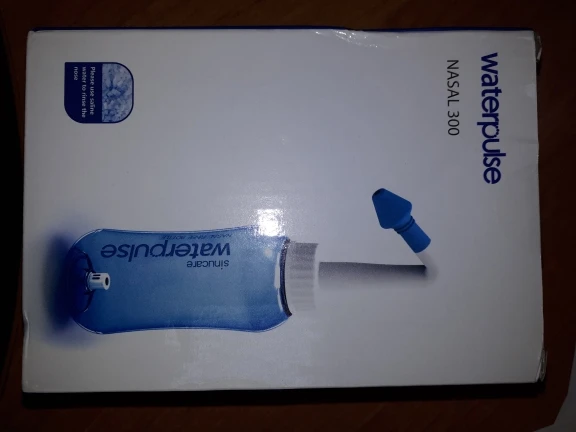 waterpulse
NASAL 300
Please use saline
water to rinse the
nose
sinucare
waterpulse